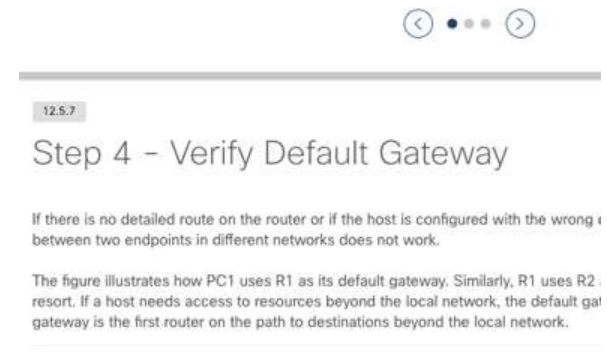 12.5.7
Step 4 - Verify Default Gateway
If there is no detailed route on the router or if the host is configured with the wrong
between two endpoints in different networks does not work.
The figure illustrates how PC1 uses R1 as its default gateway. Similarly, R1 uses R2
resort. If a host needs access to resources beyond the local network, the default
gateway is the first router on the path to destinations beyond the local network.